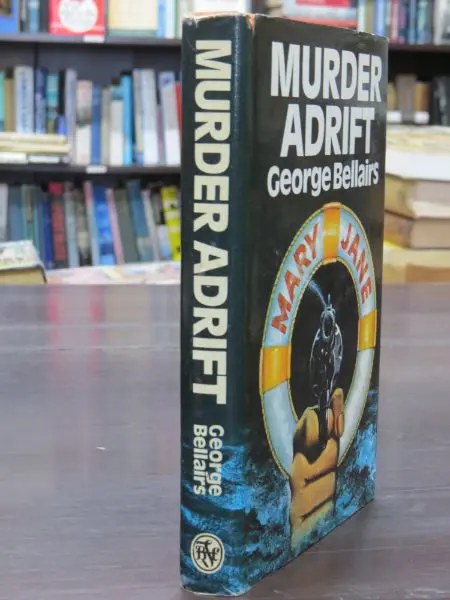 MURDER ADRIFT
George
Bellairs
MURDER
ADRIFT
George Bellairs
MARY JANE